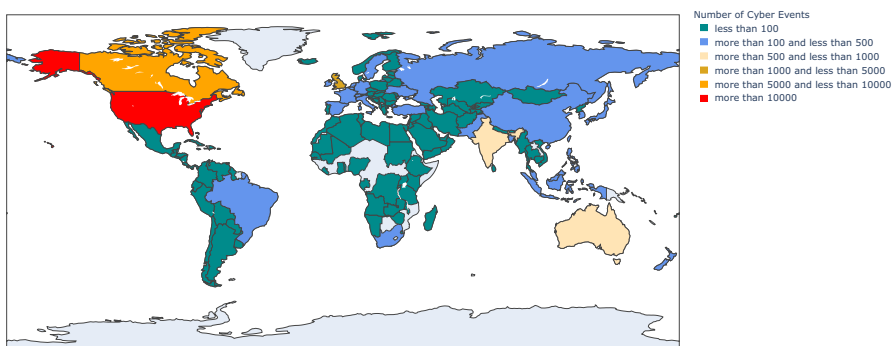 Number of Cyber Events
less than 100
more than 100 and less than 500
more than 500 and less than 1000
more than 1000 and less than 5000
more than 5000 and less than 10000
more than 10000